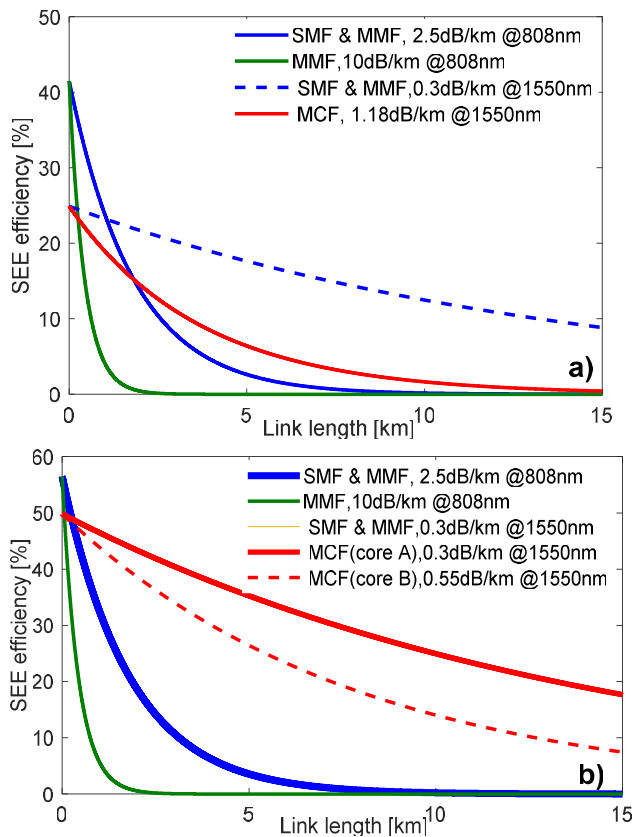 SEE efficiency [%]
50
40
30
20
10
0
SMF & MMF, 2.5dB/km @808nm
MMF,10dB/km @808nm
SMF & MMF,0.3dB/km @1550nm
MCF, 1.18dB/km @1550nm
a)
0
5
10
15
Link length [km]
SEE efficiency [%]
60
50
40
30
20
10
0
SMF & MMF, 2.5dB/km @808nm
MMF,10dB/km @808nm
SMF & MMF,0.3dB/km @1550nm
MCF(core A),0.3dB/km @1550nm
MCF(core B),0.55dB/km @1550nm
b)
0
5
10
15
Link length [km]